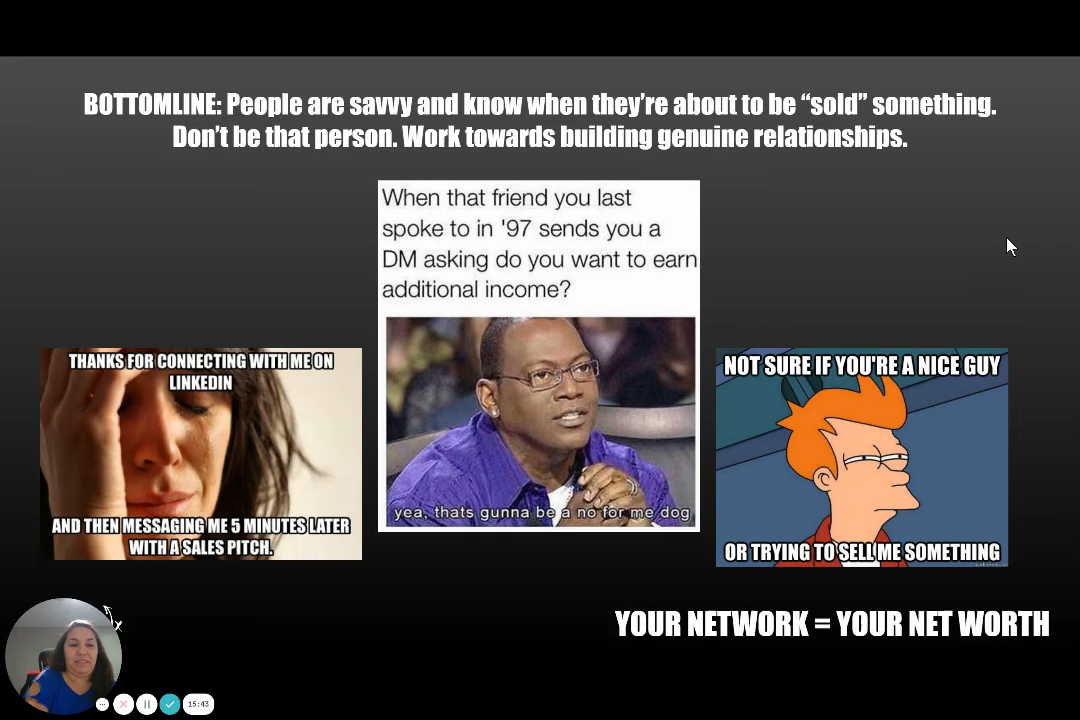 BOTTOMLINE: People are savvy and know when they're about to be “sold” something.
Don't be that person. Work towards building genuine relationships.
When that friend you last
spoke to in '97 sends you a
DM asking do you want to earn
additional income?
yea, thats gunna be a no for me dog
THANKS FOR CONNECTING WITH ME ON
LINKEDIN
AND THEN MESSAGING ME 5 MINUTES LATER
WITH A SALES PITCH.
NOT SURE IF YOU'RE A NICE GUY
OR TRYING TO SELL ME SOMETHING
YOUR NETWORK = YOUR NET WORTH
15:43